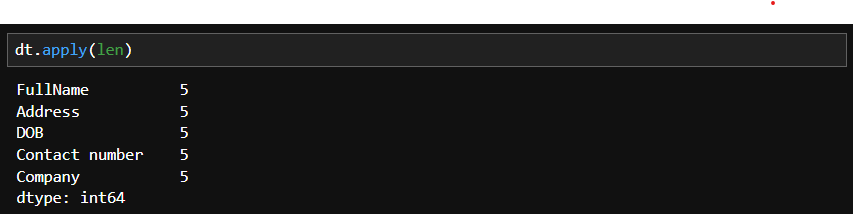 dt.apply(len)
FullName 5
Address 5
DOB 5
Contact number 5
Company 5
dtype: int64